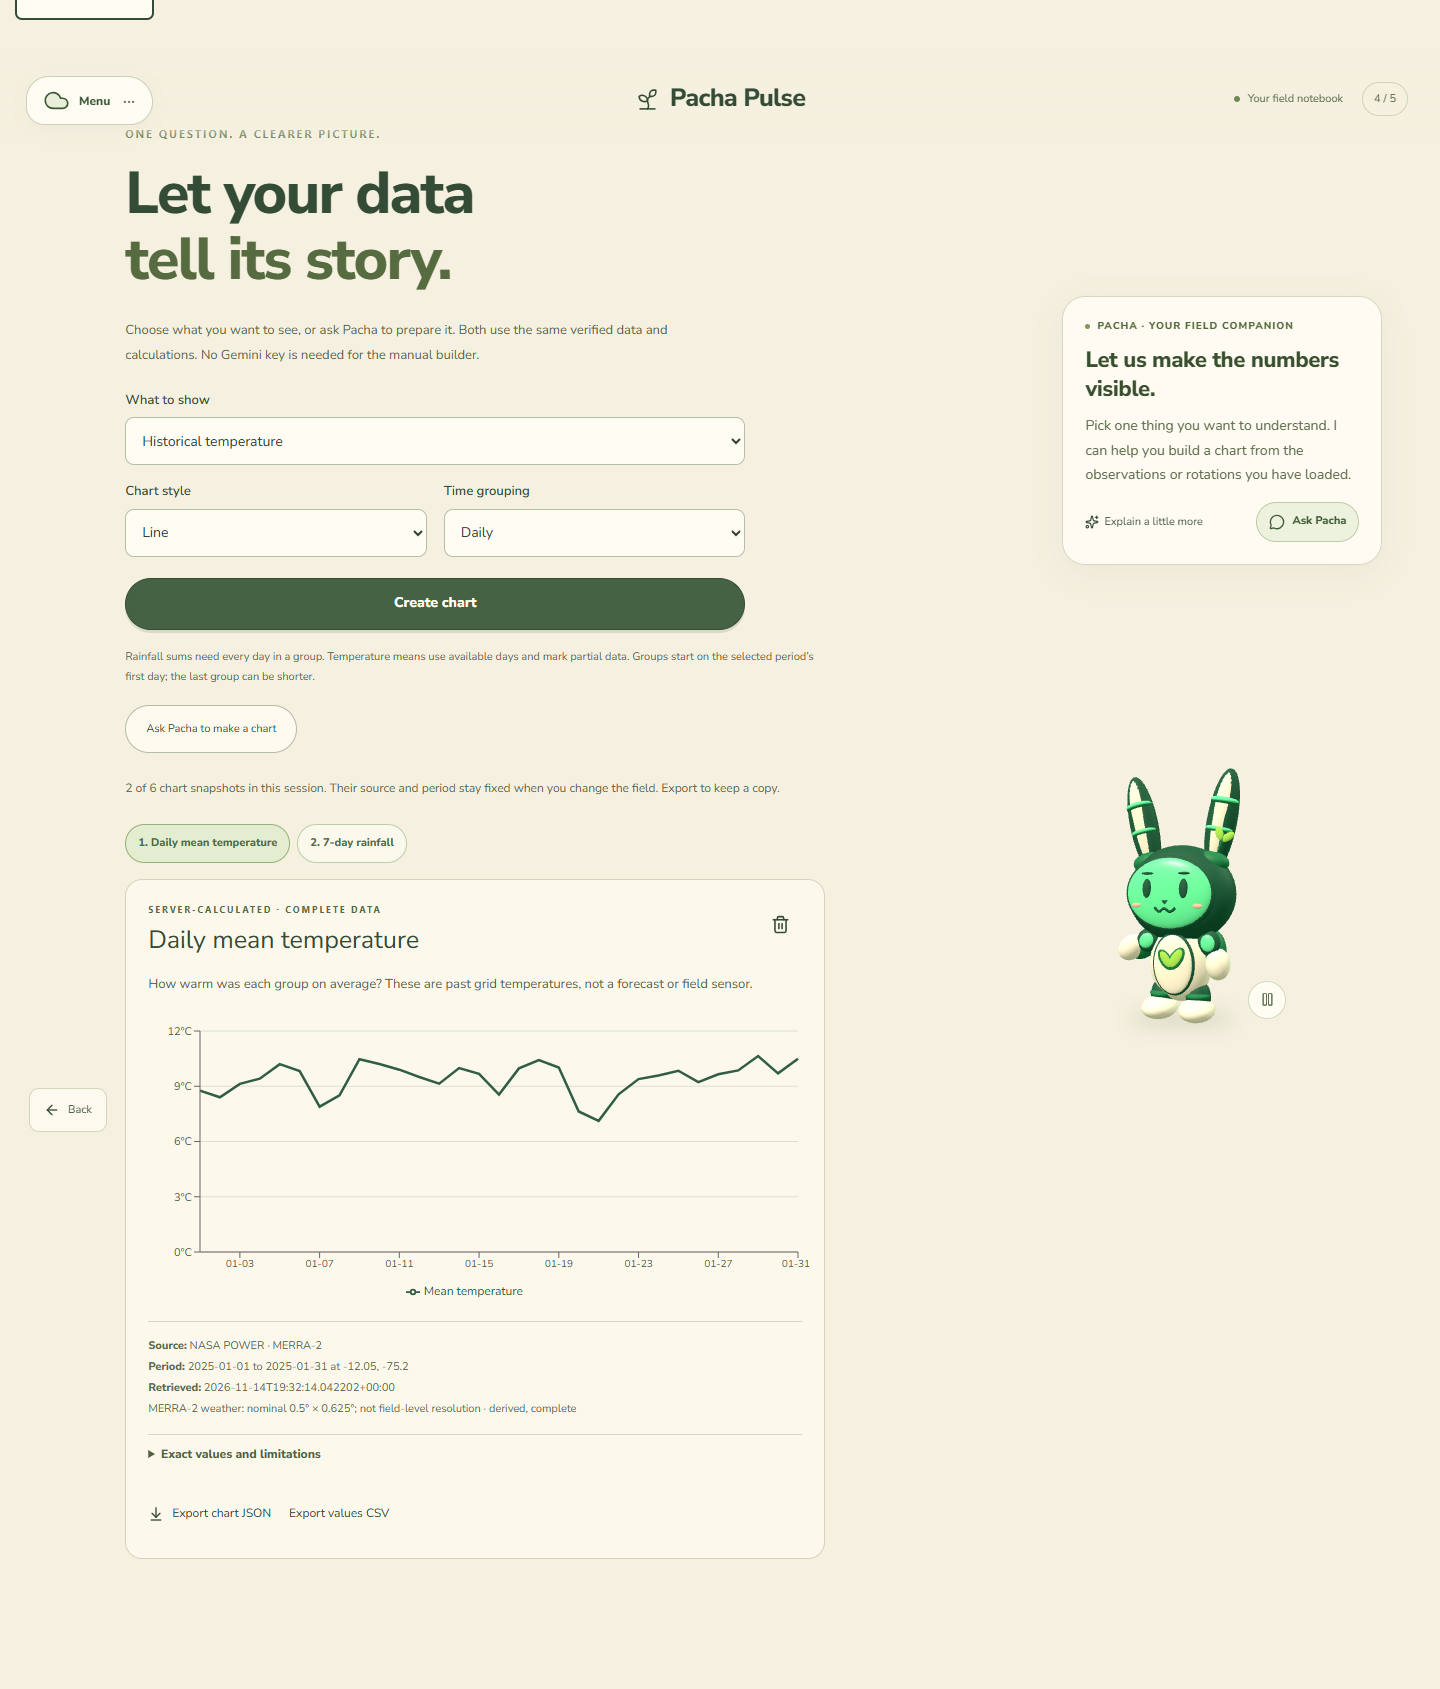 Menu ...
Pacha Pulse
Your field notebook
4 / 5
ONE QUESTION. A CLEARER PICTURE.
Let your data
tell its story.
Choose what you want to see, or ask Pacha to prepare it. Both use the same verified data and
calculations. No Gemini key is needed for the manual builder.
What to show
Historical temperature
Chart style
Time grouping
Line
Daily
Create chart
Rainfall sums need every day in a group. Temperature means use available days and mark partial data. Groups start on the selected period's
first day; the last group can be shorter.
Ask Pacha to make a chart
2 of 6 chart snapshots in this session. Their source and period stay fixed when you change the field. Export to keep a copy.
1. Daily mean temperature
2. 7-day rainfall
SERVER-CALCULATED · COMPLETE DATA
Daily mean temperature
How warm was each group on average? These are past grid temperatures, not a forecast or field sensor.
12°C
9°C
6°C
3°C
0°C
01-03
01-07
01-11
01-15
01-19
01-23
01-27
01-31
Mean temperature
Source: NASA POWER · MERRA-2
Period: 2025-01-01 to 2025-01-31 at -12.05, -75.2
Retrieved: 2026-11-14T19:32:14.042202+00:00
MERRA-2 weather: nominal 0.5° × 0.625°; not field-level resolution · derived, complete
Exact values and limitations
Export chart JSON
Export values CSV
Back
PACHA · YOUR FIELD COMPANION
Let us make the numbers
visible.
Pick one thing you want to understand. I
can help you build a chart from the
observations or rotations you have loaded.
Explain a little more
Ask Pacha